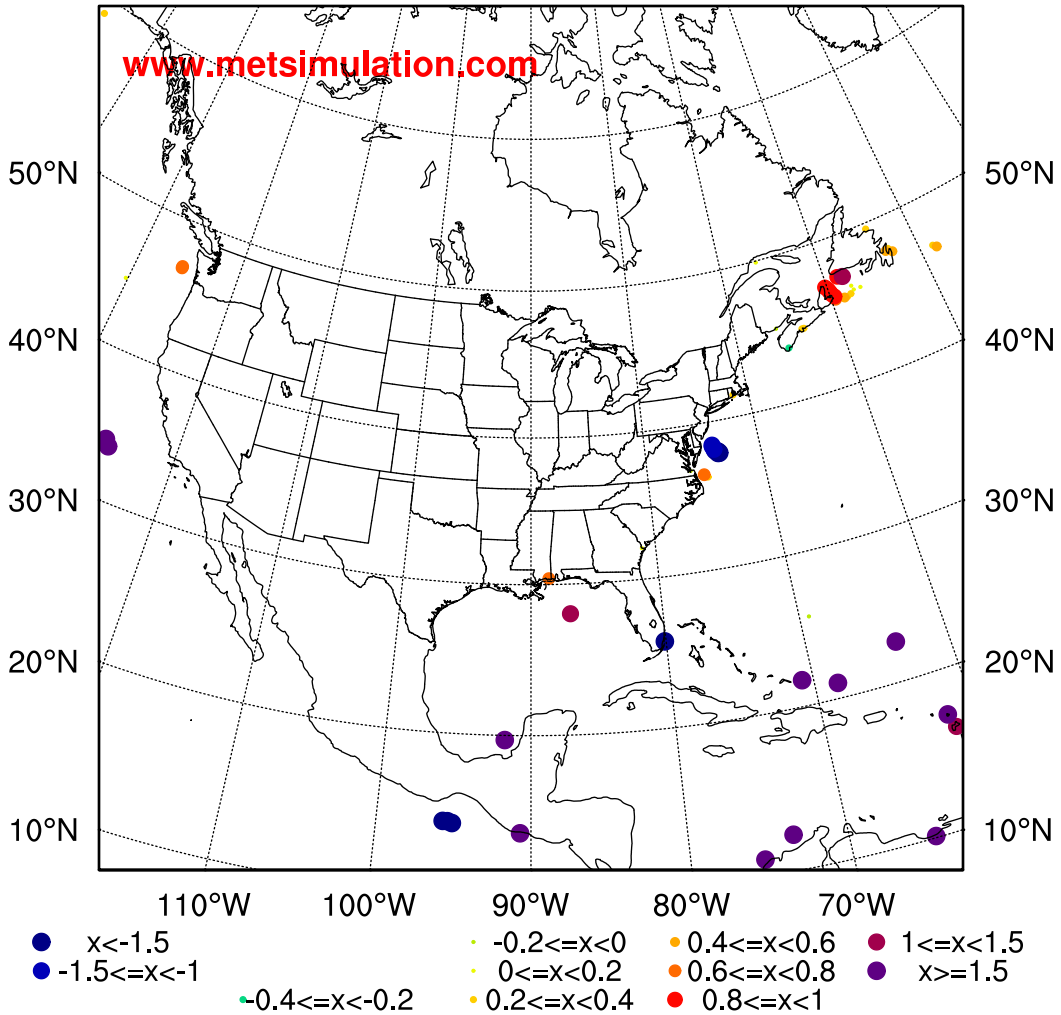 www.metsimulation.com
50°N 50°N
40°N 40°N
30°N 30°N
20°N 20°N
10°N 10°N
110°W 100°W 90°W 80°W 70°W
x<-1.5 -0.2<=x<0 0.4<=x<0.6 1<=x<1.5
-1.5<=x<-1 0<=x<0.2 0.6<=x<0.8 x>=1.5
-0.4<=x<-0.2 0.2<=x<0.4 0.8<=x<1